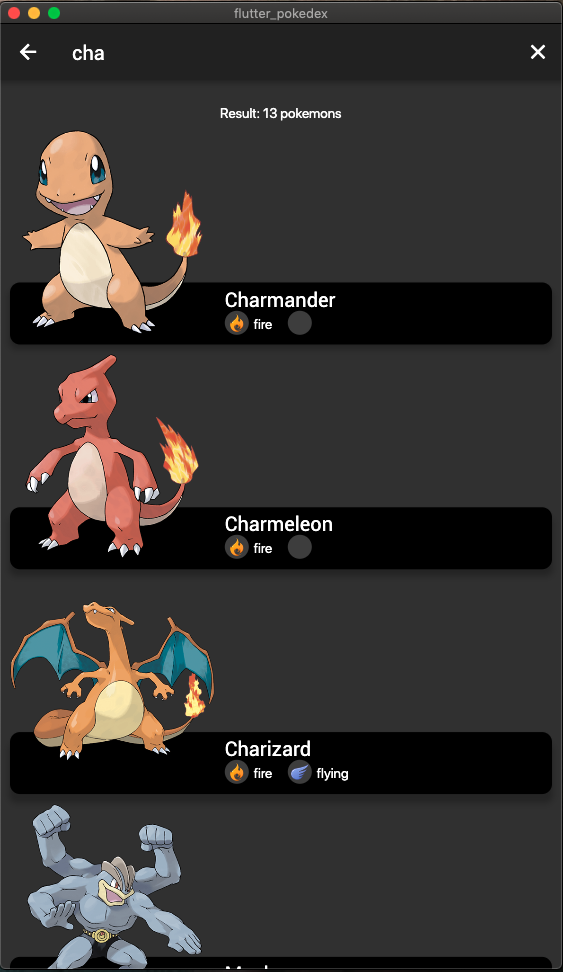 flutter_pokedex
cha
Result: 13 pokemons
Charmander
fire
Charmeleon
fire
Charizard
fire flying